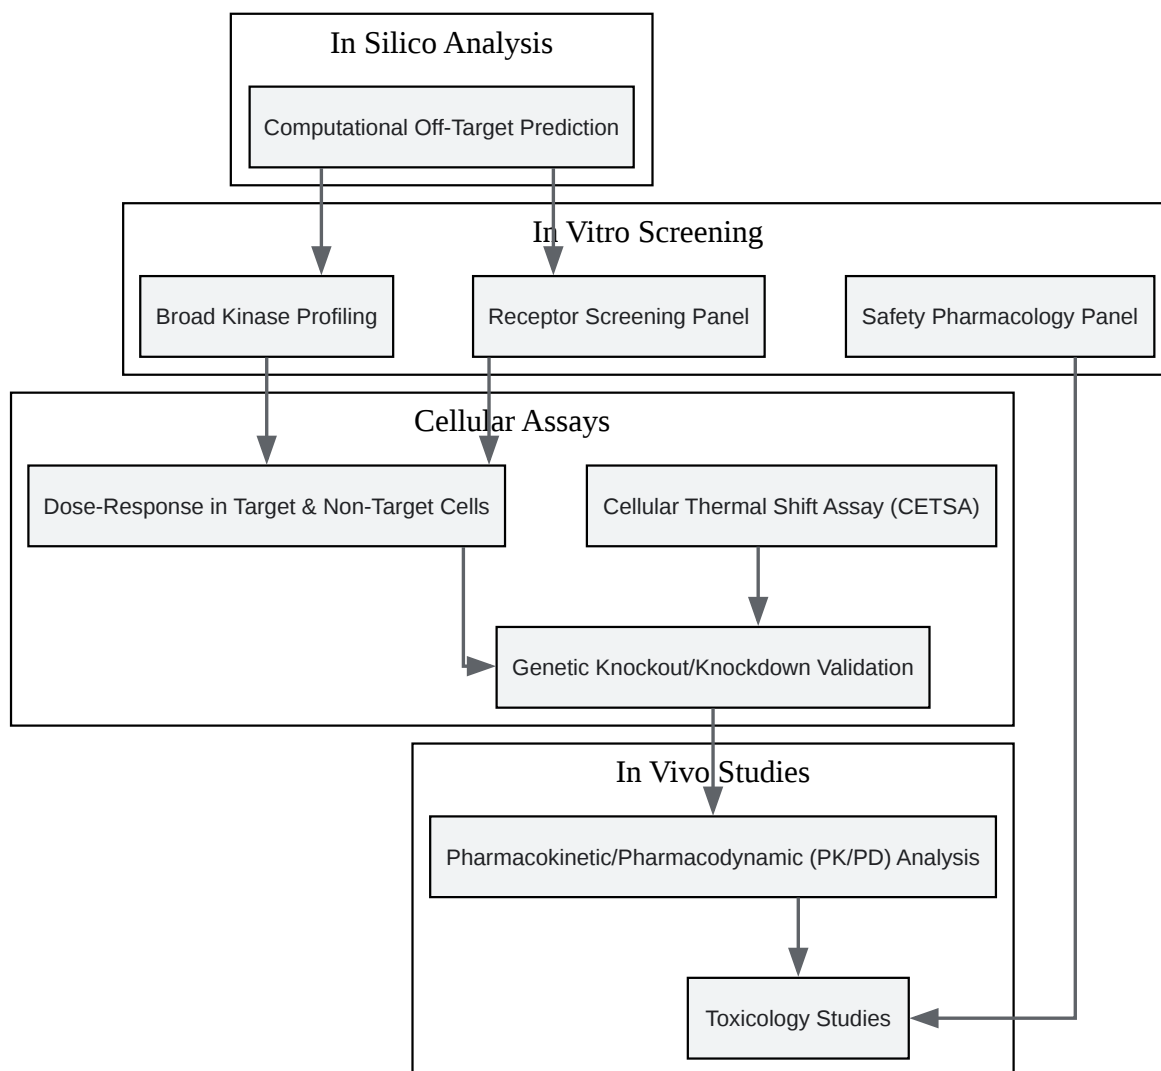 In Silico Analysis
Computational Off-Target Prediction
In Vitro Screening
Broad Kinase Profiling
Receptor Screening Panel
Safety Pharmacology Panel
Cellular Assays
Dose-Response in Target & Non-Target Cells
Cellular Thermal Shift Assay (CETSA)
Genetic Knockout/Knockdown Validation
In Vivo Studies
Pharmacokinetic/Pharmacodynamic (PK/PD) Analysis
Toxicology Studies